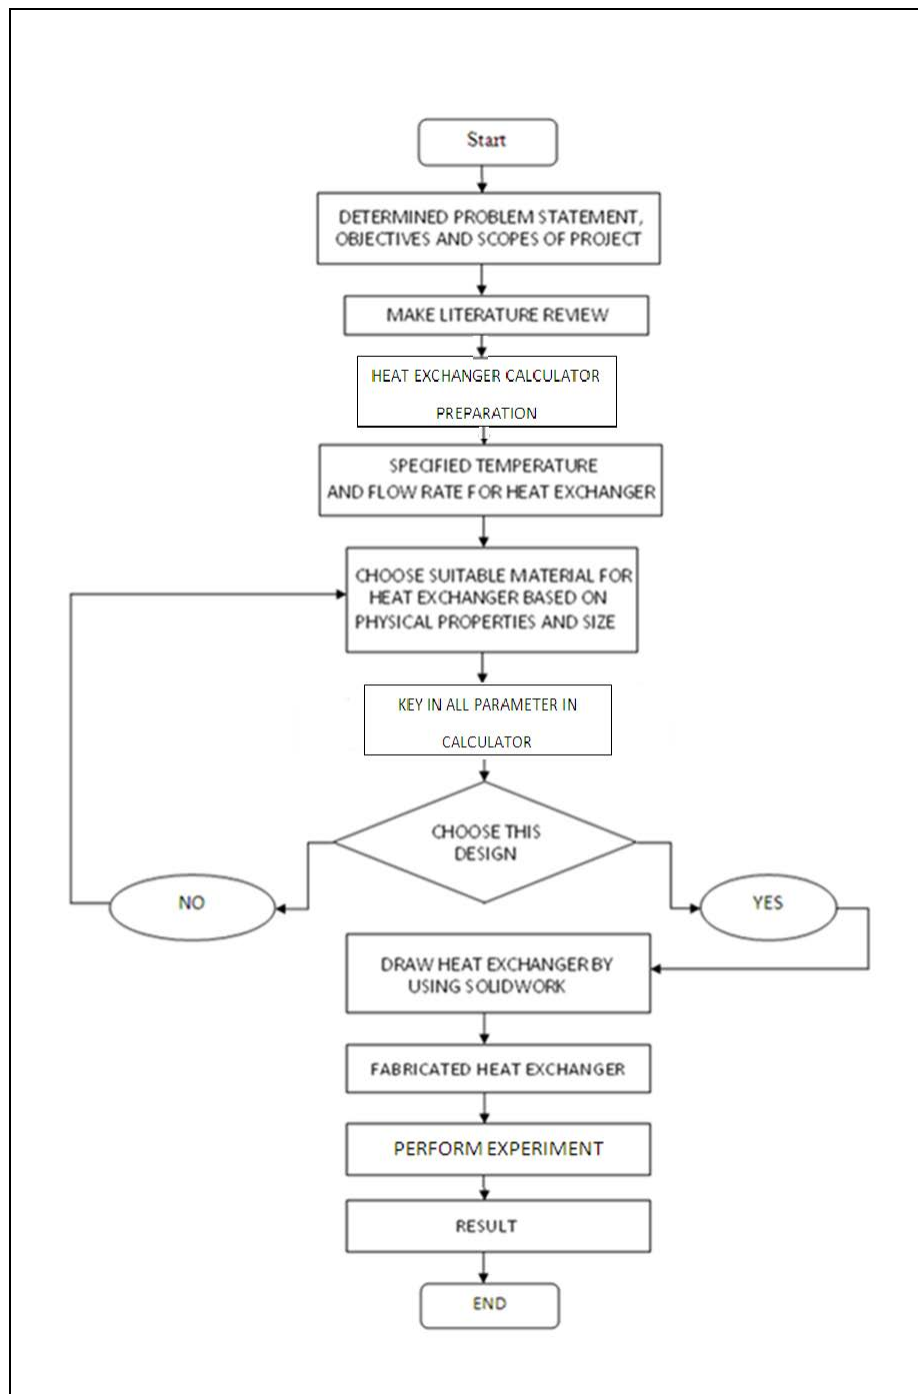 Start
DETERMINED PROBLEM STATEMENT,
OBJECTIVES AND SCOPES OF PROJECT
MAKE LITERATURE REVIEW
HEAT EXCHANGER CALCULATOR
PREPARATION
SPECIFIED TEMPERATURE
AND FLOW RATE FOR HEAT EXCHANGER
CHOOSE SUITABLE MATERIAL FOR
HEAT EXCHANGER BASED ON
PHYSICAL PROPERTIES AND SIZE
KEY IN ALL PARAMETER IN
CALCULATOR
CHOOSE THIS
DESIGN
NO
YES
DRAW HEAT EXCHANGER BY
USING SOLIDWORK
FABRICATED HEAT EXCHANGER
PERFORM EXPERIMENT
RESULT
END